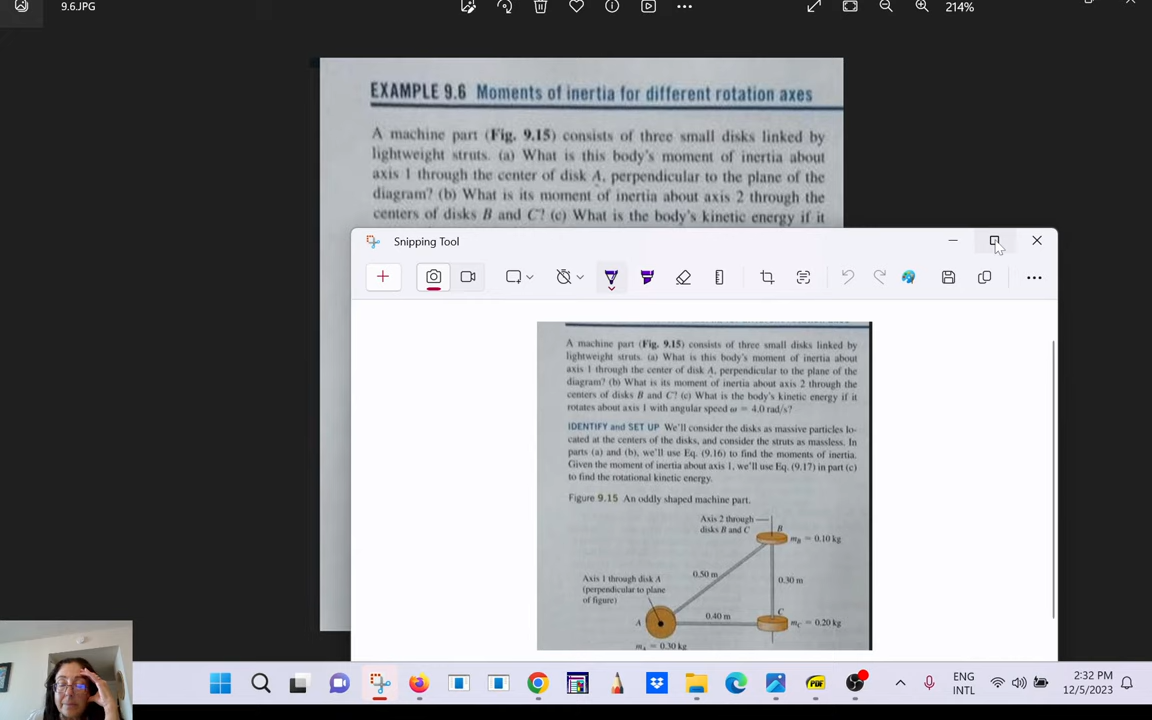 9.6.JPG
214%
EXAMPLE 9.6 Moments of inertia for different rotation axes
A machine part (Fig. 9.15) consists of three small disks linked by
lightweight struts. (a) What is this body's moment of inertia about
axis 1 through the center of disk A, perpendicular to the plane of the
diagram? (b) What is its moment of inertia about axis 2 through the
centers of disks B and C? (c) What is the body's kinetic energy if it
Snipping Tool
A machine part (Fig. 9.15) consists of three small disks linked by
lightweight struts. (a) What is this body's moment of inertia about
axis 1 through the center of disk A, perpendicular to the plane of the
diagram? (b) What is its moment of inertia about axis 2 through the
centers of disks B and C? (c) What is the body's kinetic energy if it
rotates about axis 1 with angular speed ω = 4.0 rad/s?
IDENTIFY and SET UP We'll consider the disks as massive particles lo-
cated at the centers of the disks, and consider the struts as massless. In
parts (a) and (b), we'll use Eq. (9.16) to find the moments of inertia.
Given the moment of inertia about axis 1, we'll use Eq. (9.17) in part (c)
to find the rotational kinetic energy.
Figure 9.15 An oddly shaped machine part.
Axis 2 through
disks B and C
B
mB = 0.10 kg
0.50 m
0.30 m
Axis 1 through disk A
(perpendicular to plane
of figure)
0.40 m
C
A
mC = 0.20 kg
mA = 0.30 kg
ENG
INTL
2:32 PM
12/5/2023